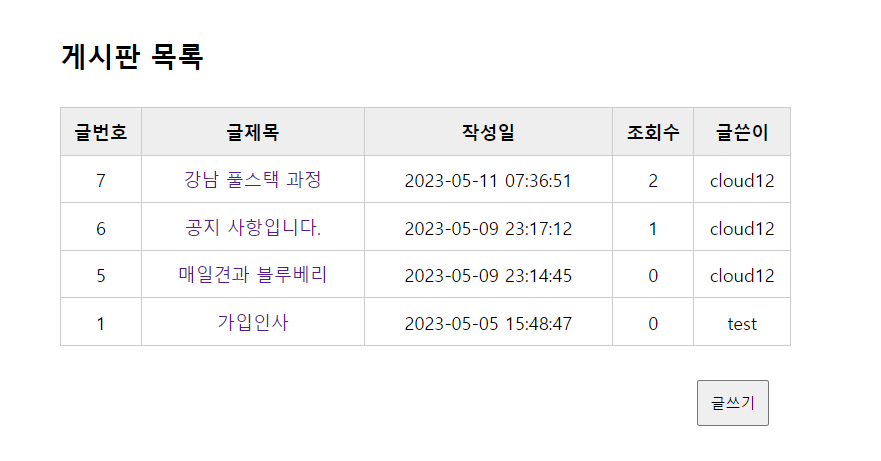 게시판 목록
글번호 글제목 작성일 조회수 글쓴이
7 강남 풀스택 과정 2023-05-11 07:36:51 2 cloud12
6 공지 사항입니다. 2023-05-09 23:17:12 1 cloud12
5 매일견과 블루베리 2023-05-09 23:14:45 0 cloud12
1 가입인사 2023-05-05 15:48:47 0 test
글쓰기